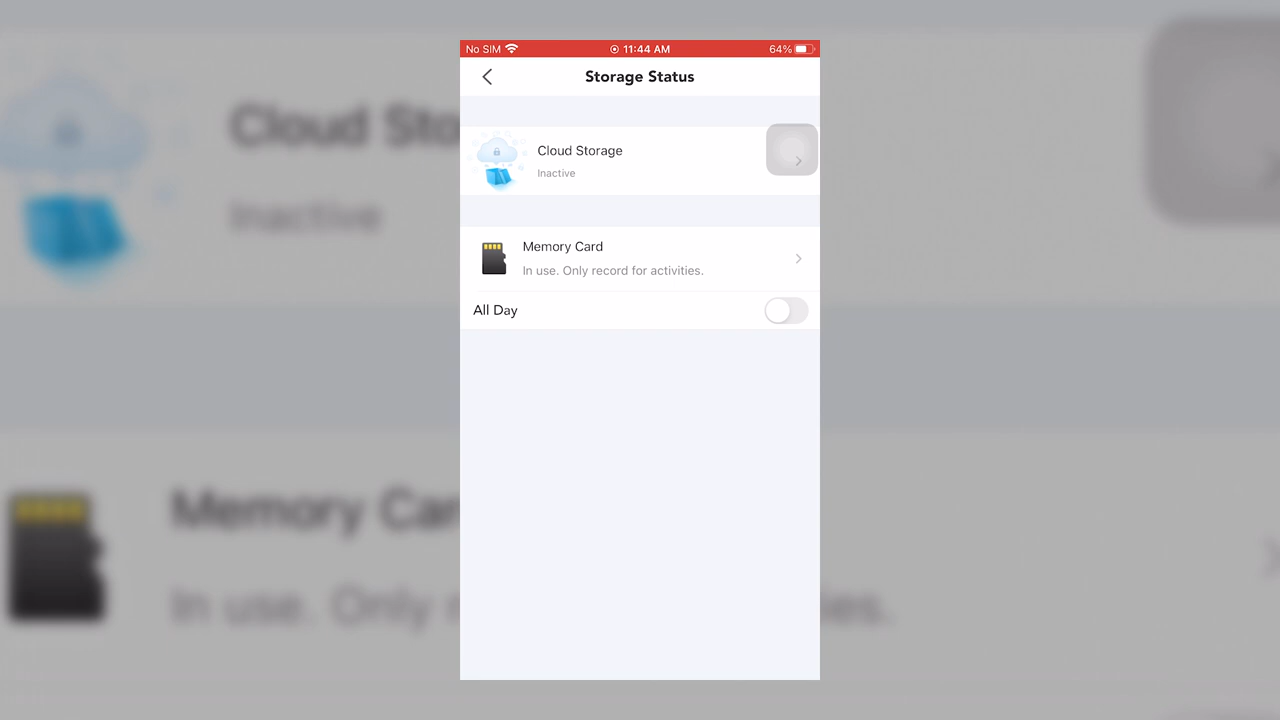 No SIM 11:44 AM 64%
Storage Status
Cloud Storage
Inactive
Memory Card
In use. Only record for activities.
All Day